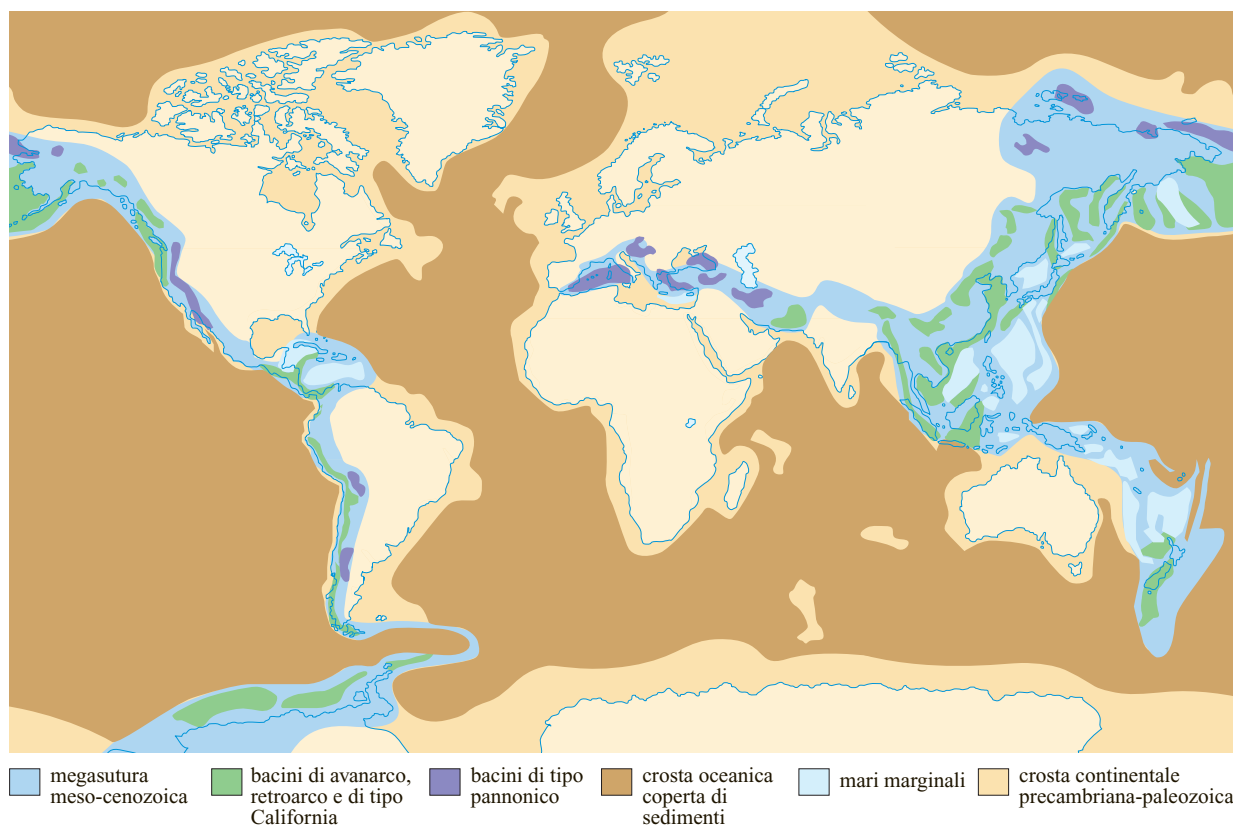 megasutura
meso-cenozoica
bacini di avanarco,
retroarco e di tipo
California
bacini di tipo
pannonico
crosta oceanica
coperta di
sedimenti
mari marginali
crosta continentale
precambriana-paleozoica